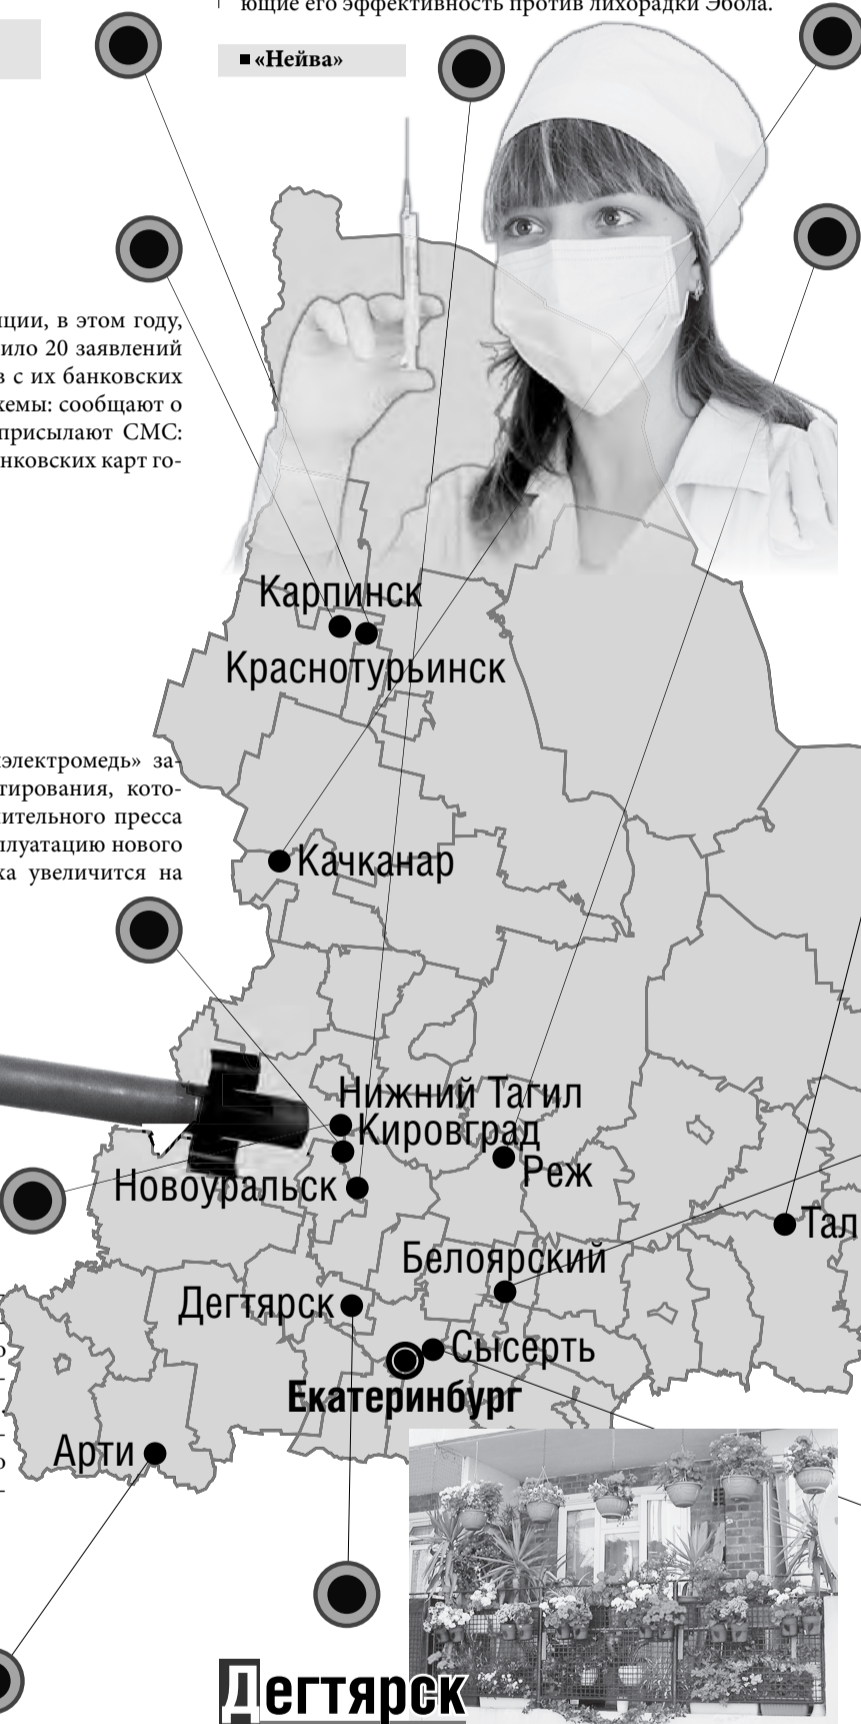 ющие его эффективность против лихорадки Эбола.
«Нейва»
ции, в этом году,
ило 20 заявлений
в с их банковских
хемы: сообщают о
присылают СМС:
нковских карт го-
Карпинск
Краснотурьинск
электромедь» за-
тирования, кото-
ительного пресса
плуатацию нового
ха увеличится на
Качканар
Нижний Тагил
Кировград
Реж
Новоуральск
Тал
Белоярский
Дегтярск
Сысерть
Екатеринбург
Арти
Дегтярск